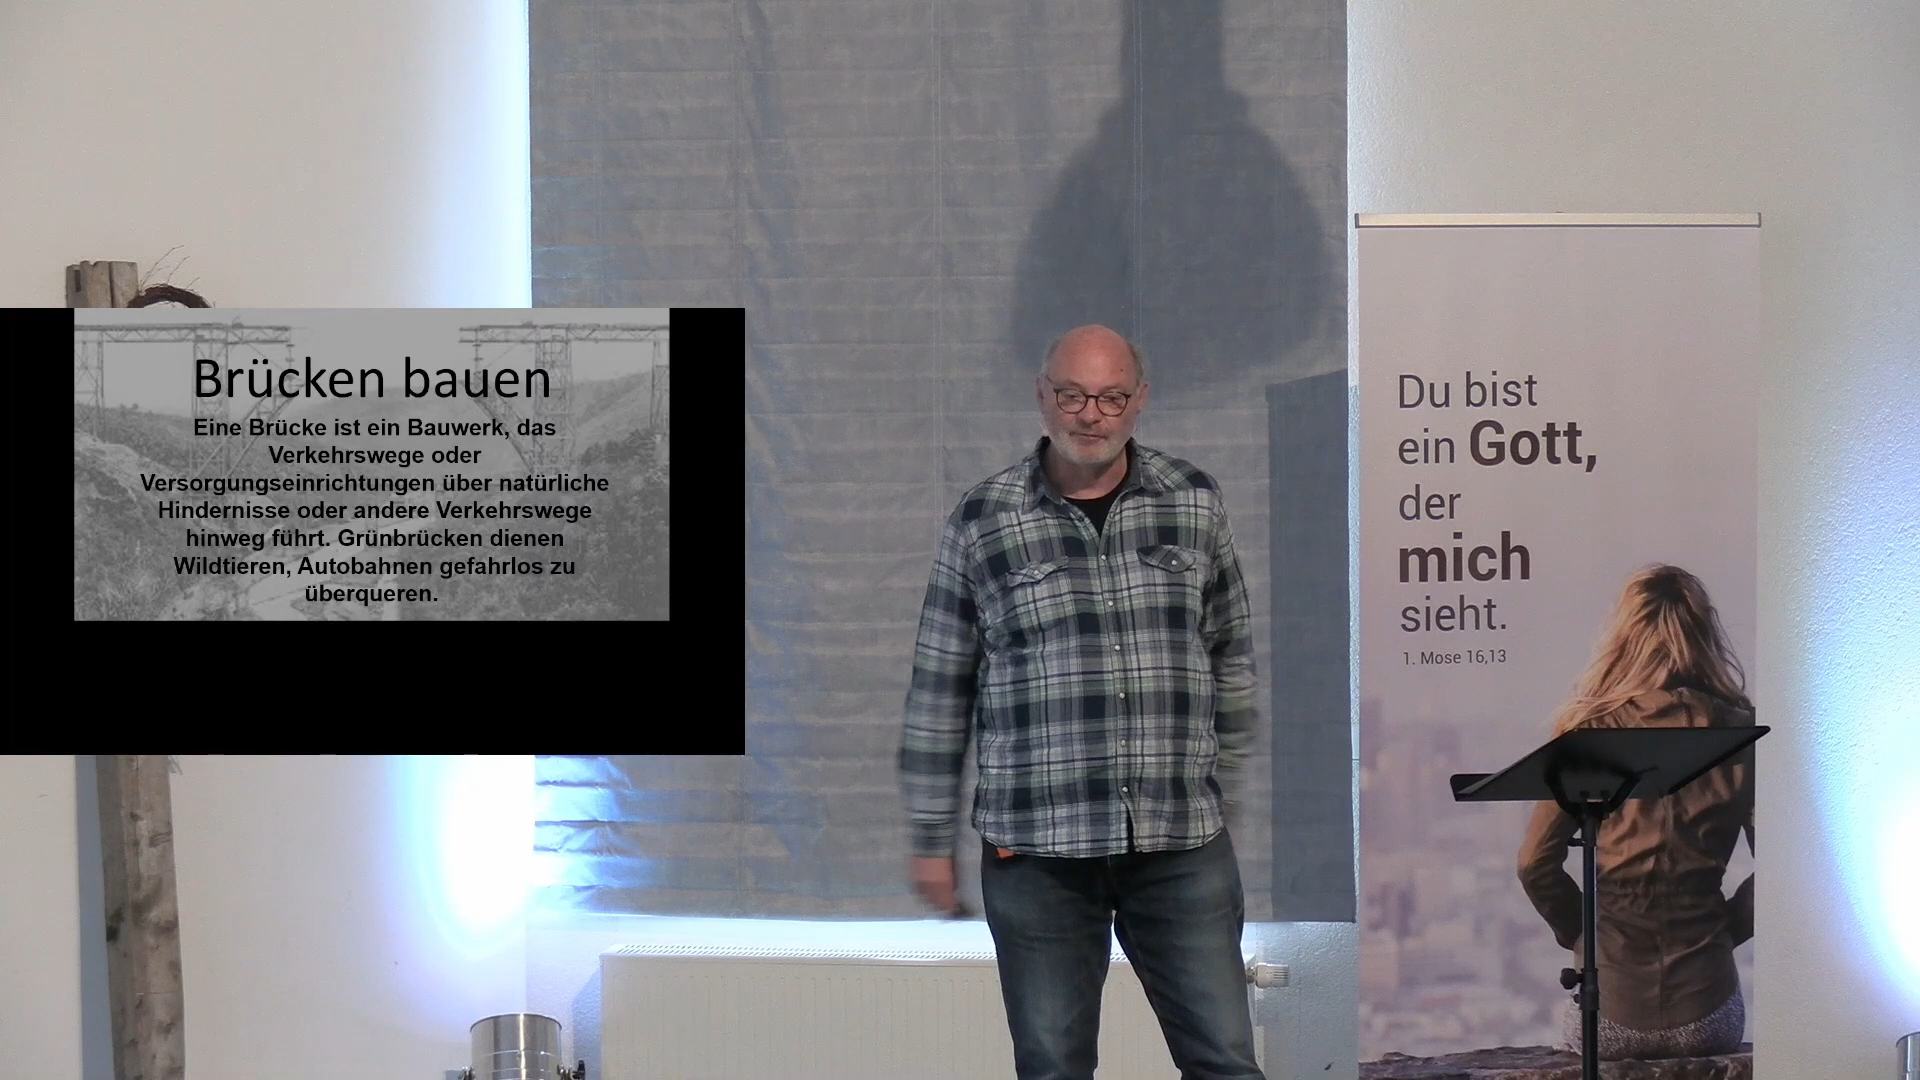 Brücken bauen
Eine Brücke ist ein Bauwerk, das
Verkehrswege oder
Versorgungseinrichtungen über natürliche
Hindernisse oder andere Verkehrswege
hinweg führt. Grünbrücken dienen
Wildtieren, Autobahnen gefahrlos zu
überqueren.
Du bist
ein Gott,
der
mich
sieht.
1. Mose 16,13